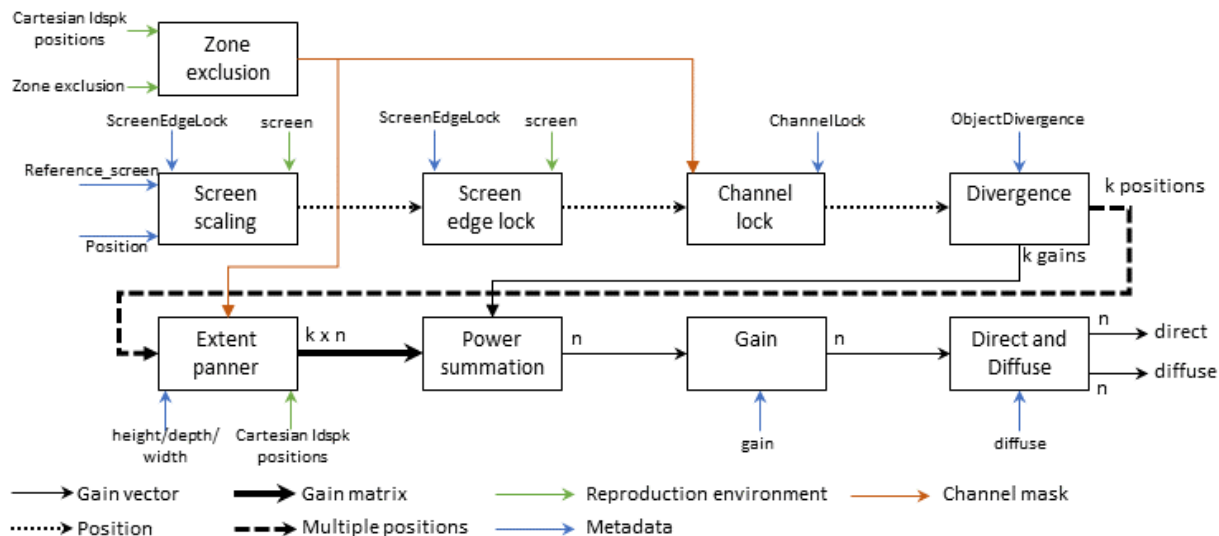 Cartesian ldspk
positions
Zone
exclusion
Zone exclusion
ScreenEdgeLock
screen
ScreenEdgeLock
screen
ChannelLock
ObjectDivergence
Reference_screen
Screen
scaling
Screen
edge lock
Channel
lock
Divergence
k positions
Position
k gains
Extent
panner
k x n
Power
summation
n
Gain
n
Direct and
Diffuse
n
direct
n
diffuse
height/depth/
width
Cartesian ldspk
positions
gain
diffuse
Gain vector
Gain matrix
Reproduction environment
Channel mask
Position
Multiple positions
Metadata